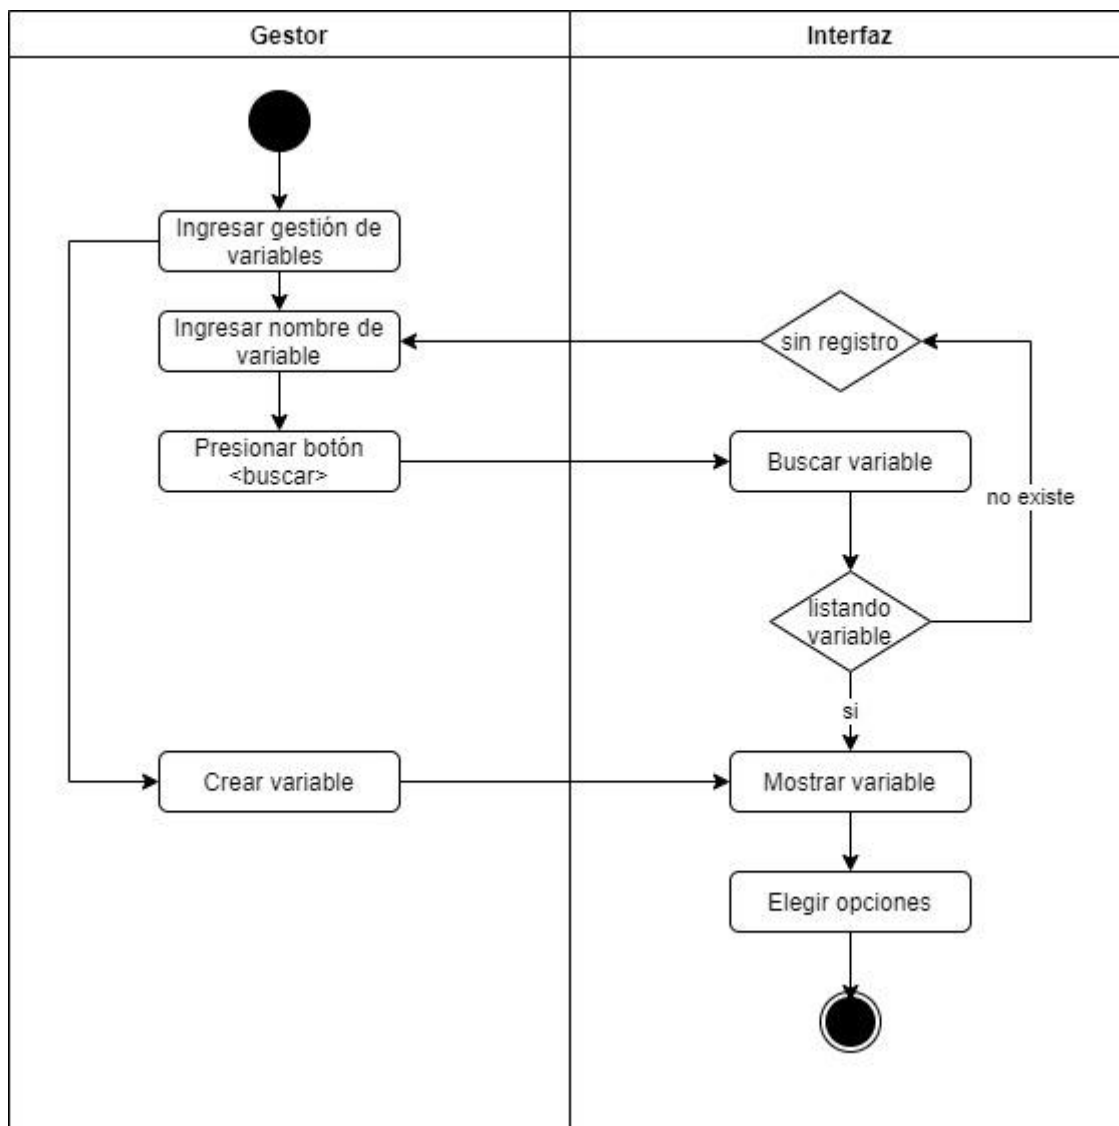 Gestor
Interfaz
Ingresar gestión de
variables
Ingresar nombre de
variable
sin registro
Presionar botón
<buscar>
Buscar variable
no existe
listando
variable
si
Crear variable
Mostrar variable
Elegir opciones